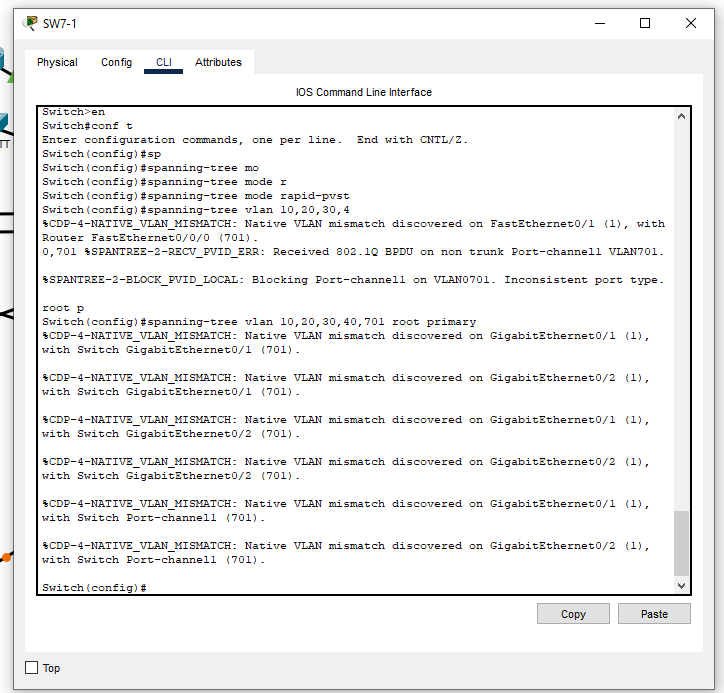 SW7-1
Physical Config CLI Attributes
IOS Command Line Interface
Switch>en
Switch#conf t
Enter configuration commands, one per line.  End with CNTL/Z.
Switch(config)#sp
Switch(config)#spanning-tree mo
Switch(config)#spanning-tree mode r
Switch(config)#spanning-tree mode rapid-pvst
Switch(config)#spanning-tree vlan 10,20,30,4
%CDP-4-NATIVE_VLAN_MISMATCH: Native VLAN mismatch discovered on FastEthernet0/1 (1), with
Router FastEthernet0/0/0 (701).
0,701 %SPANTREE-2-RECV_PVID_ERR: Received 802.1Q BPDU on non trunk Port-channel1 VLAN701.
%SPANTREE-2-BLOCK_PVID_LOCAL: Blocking Port-channel1 on VLAN0701. Inconsistent port type.
root p
Switch(config)#spanning-tree vlan 10,20,30,40,701 root primary
%CDP-4-NATIVE_VLAN_MISMATCH: Native VLAN mismatch discovered on GigabitEthernet0/1 (1),
with Switch GigabitEthernet0/1 (701).
%CDP-4-NATIVE_VLAN_MISMATCH: Native VLAN mismatch discovered on GigabitEthernet0/2 (1),
with Switch GigabitEthernet0/1 (701).
%CDP-4-NATIVE_VLAN_MISMATCH: Native VLAN mismatch discovered on GigabitEthernet0/1 (1),
with Switch GigabitEthernet0/2 (701).
%CDP-4-NATIVE_VLAN_MISMATCH: Native VLAN mismatch discovered on GigabitEthernet0/2 (1),
with Switch GigabitEthernet0/2 (701).
%CDP-4-NATIVE_VLAN_MISMATCH: Native VLAN mismatch discovered on GigabitEthernet0/1 (1),
with Switch Port-channel1 (701).
%CDP-4-NATIVE_VLAN_MISMATCH: Native VLAN mismatch discovered on GigabitEthernet0/2 (1),
with Switch Port-channel1 (701).
Switch(config)#
Copy Paste
Top